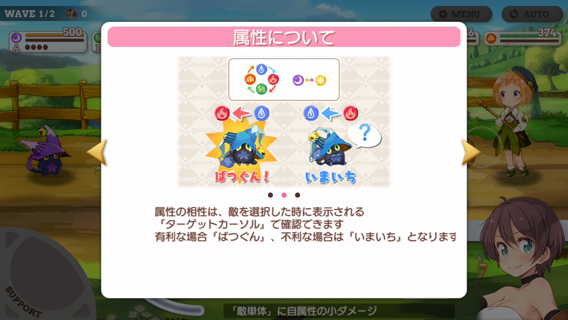 WAVE 1/2
0
MENU
AUTO
500
374
属性について
ばつぐん！
いまいち
?
属性の相性は、敵を選択した時に表示される
「ターゲットカーソル」で確認できます
有利な場合「ばつぐん」、不利な場合は「いまいち」となります
SUPPORT
「敵単体」に自属性の小ダメージ